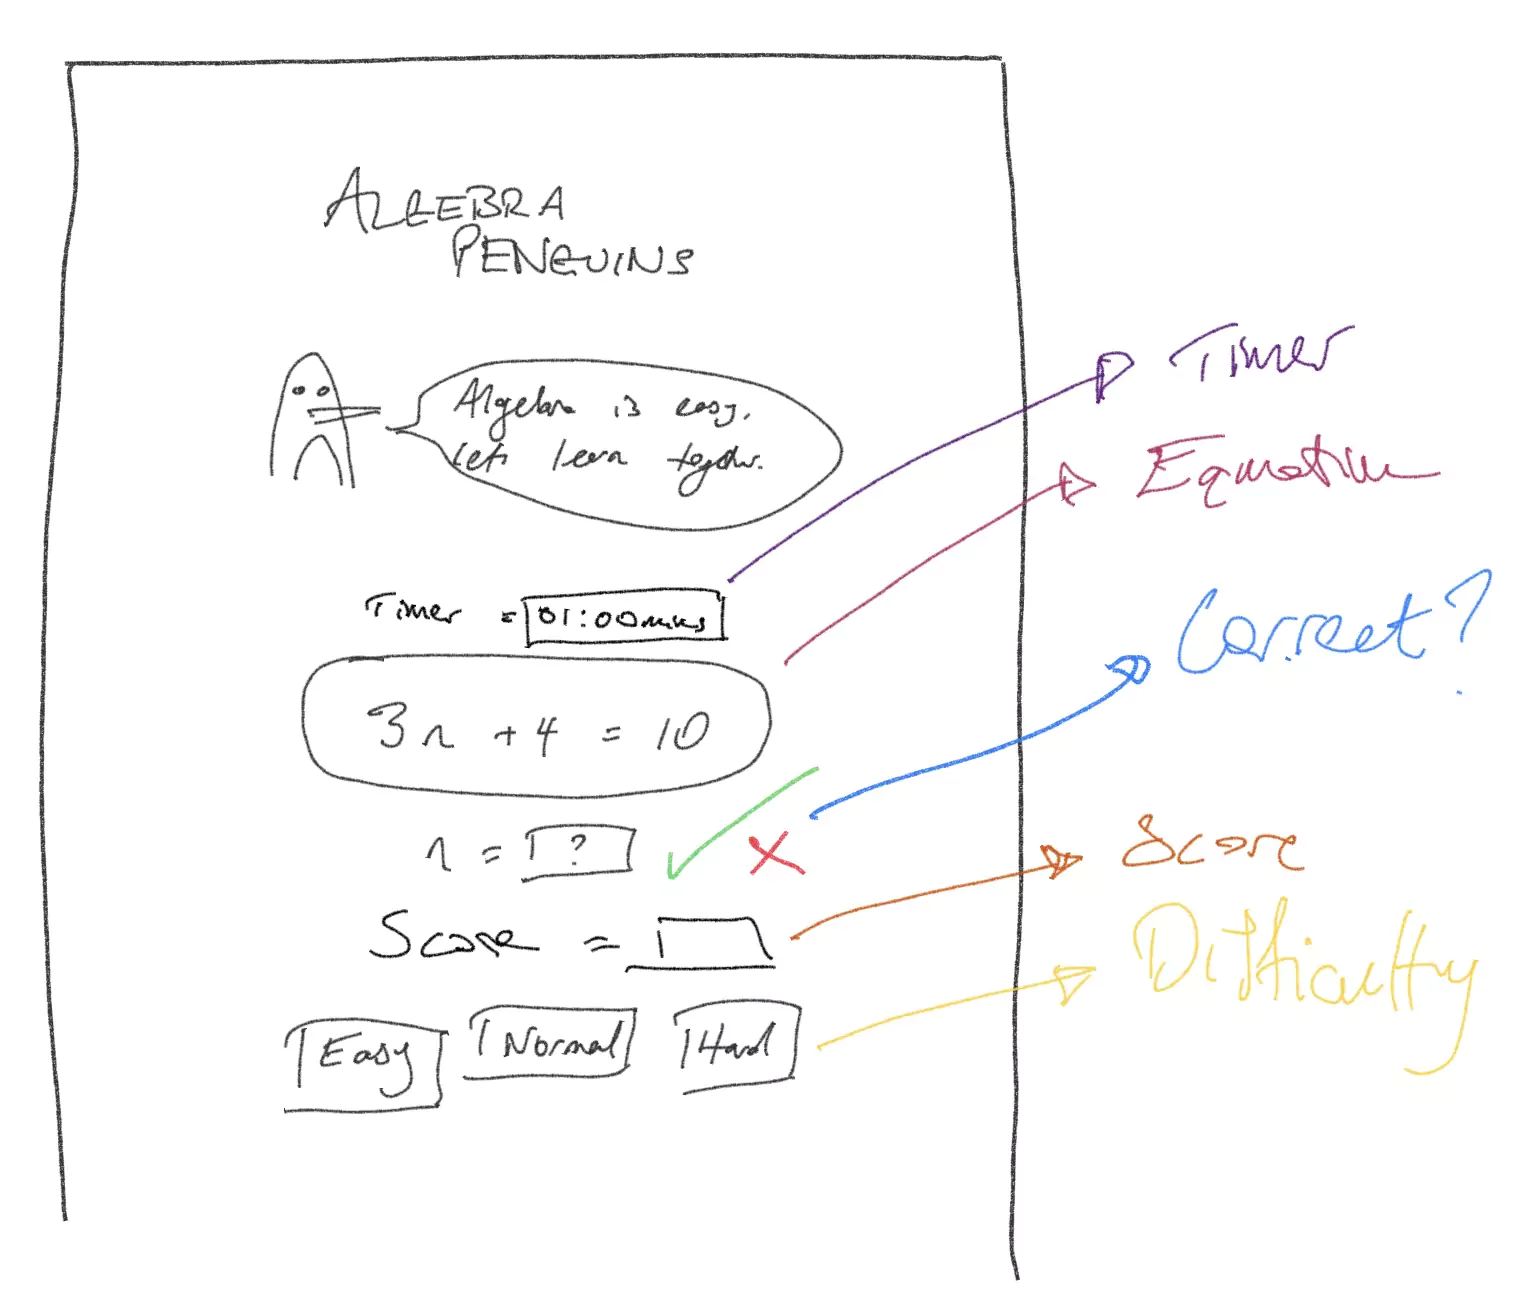 ALGEBRA
PENGUINS
Algebra is easy.
Lets learn together.
Timer = 01:00mins
3n + 4 = 10
n = ?
Score =
Easy Normal Hard
Timer
Equation
Correct?
Score
Difficulty